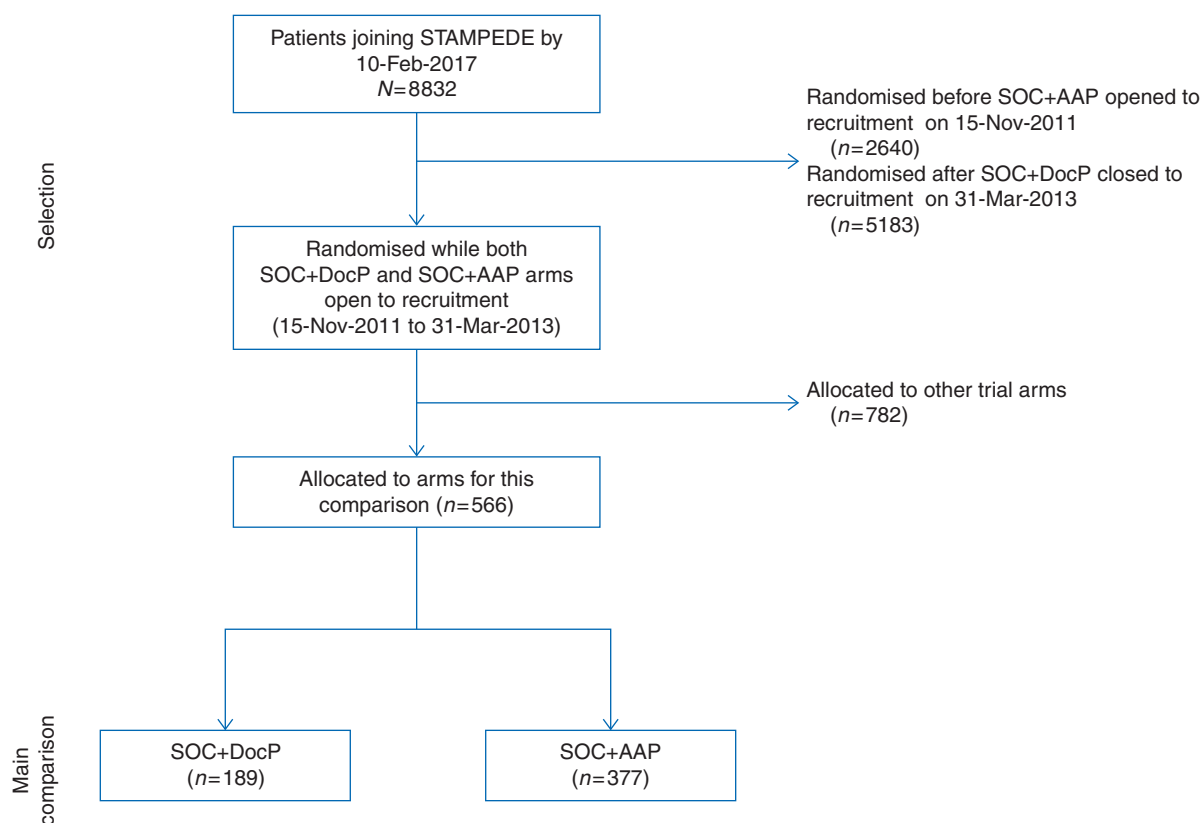 Patients joining STAMPEDE by
10-Feb-2017
N=8832
Randomised before SOC+AAP opened to
recruitment on 15-Nov-2011
(n=2640)
Randomised after SOC+DocP closed to
recruitment on 31-Mar-2013
(n=5183)
Selection
Randomised while both
SOC+DocP and SOC+AAP arms
open to recruitment
(15-Nov-2011 to 31-Mar-2013)
Allocated to other trial arms
(n=782)
Allocated to arms for this
comparison (n=566)
Main
comparison
SOC+DocP
(n=189)
SOC+AAP
(n=377)